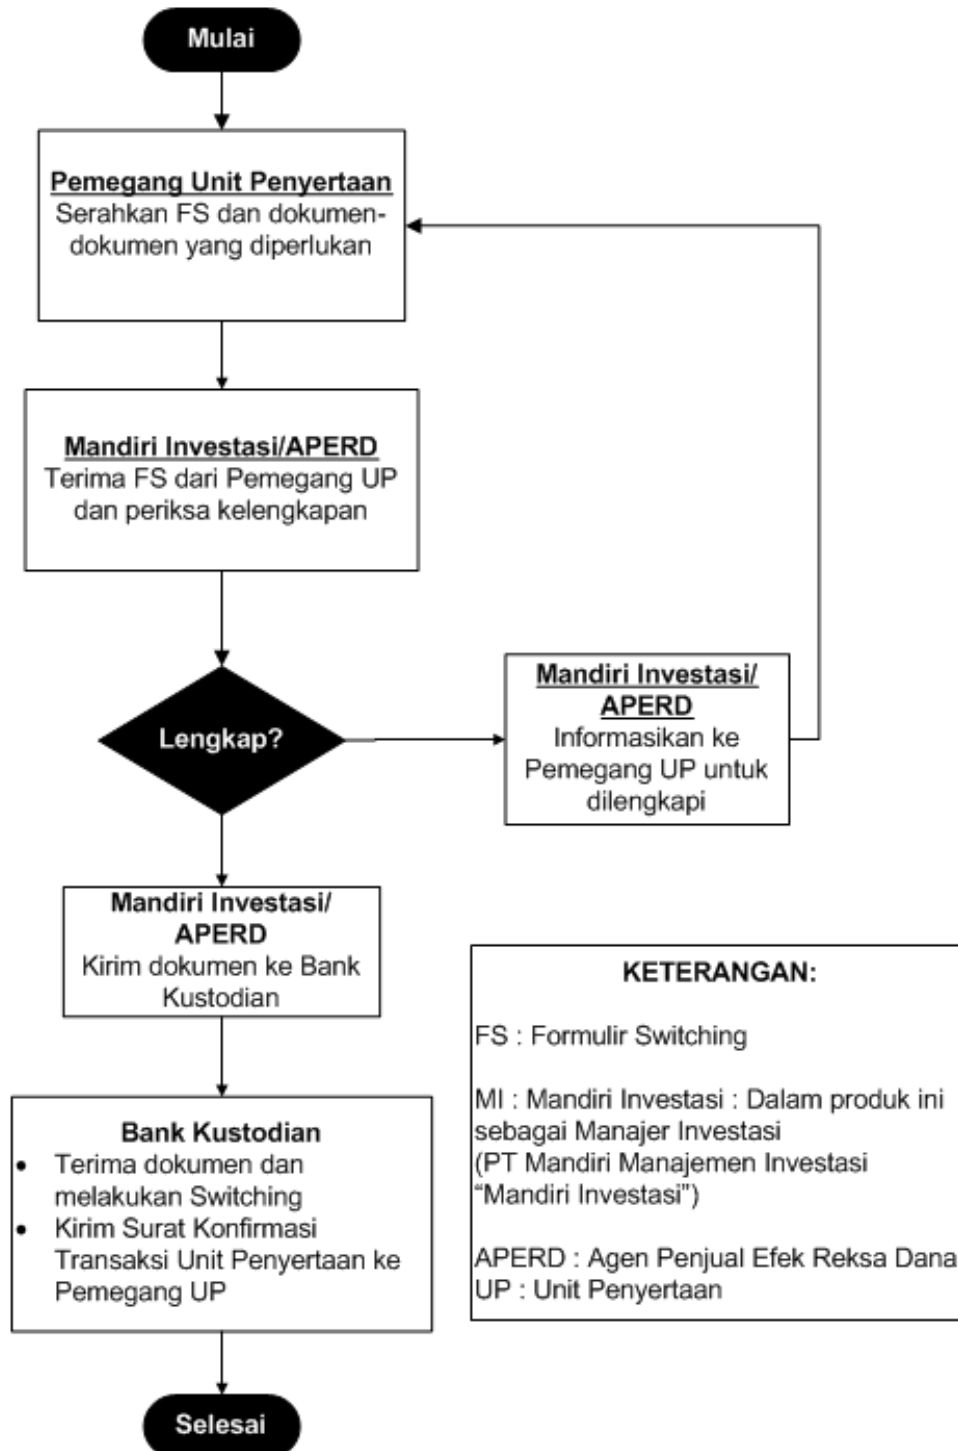 Mulai
Pemegang Unit Penyertaan
Serahkan FS dan dokumen-
dokumen yang diperlukan
Mandiri Investasi/APERD
Terima FS dari Pemegang UP
dan periksa kelengkapan
Lengkap?
Mandiri Investasi/
APERD
Informasikan ke
Pemegang UP untuk
dilengkapi
Mandiri Investasi/
APERD
Kirim dokumen ke Bank
Kustodian
Bank Kustodian
• Terima dokumen dan
melakukan Switching
• Kirim Surat Konfirmasi
Transaksi Unit Penyertaan ke
Pemegang UP
Selesai
KETERANGAN:
FS : Formulir Switching
MI : Mandiri Investasi : Dalam produk ini
sebagai Manajer Investasi
(PT Mandiri Manajemen Investasi
“Mandiri Investasi”)
APERD : Agen Penjual Efek Reksa Dana
UP : Unit Penyertaan